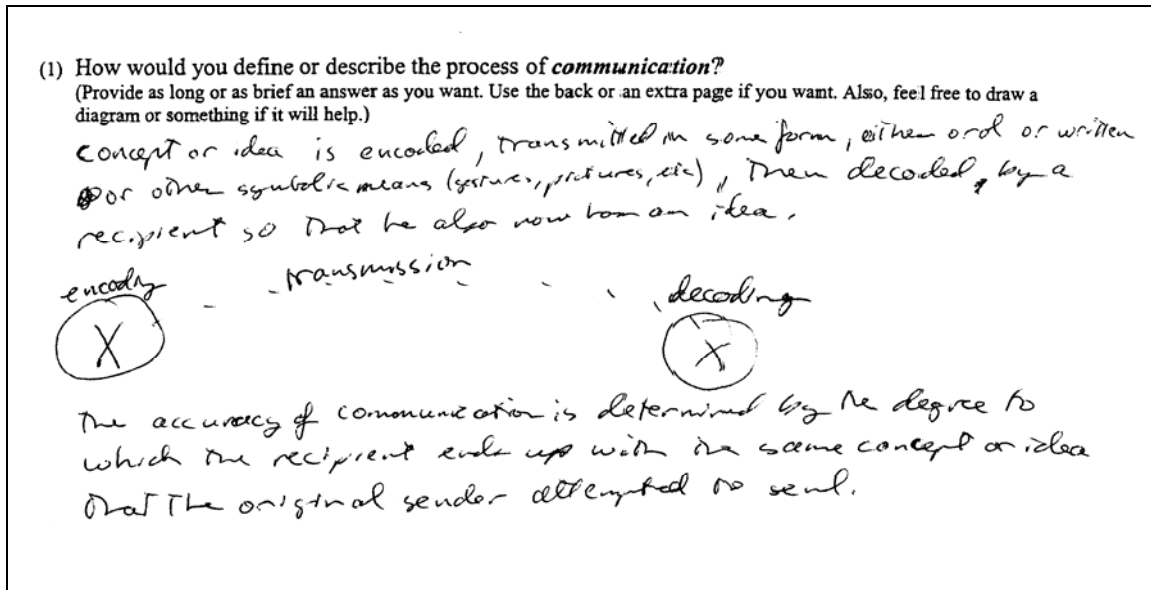 (1) How would you define or describe the process of communication?
(Provide as long or as brief an answer as you want. Use the back or an extra page if you want. Also, feel free to draw a
diagram or something if it will help.)
concept or idea is encoded, transmitted in some form, either oral or written
or other symbolic means (gestures, pictures, etc), then decoded, by a
recipient so that he also now has an idea.
encoding transmission decoding
X X
The accuracy of communication is determined by the degree to
which the recipient ends up with the same concept or idea
that the original sender attempted to send.